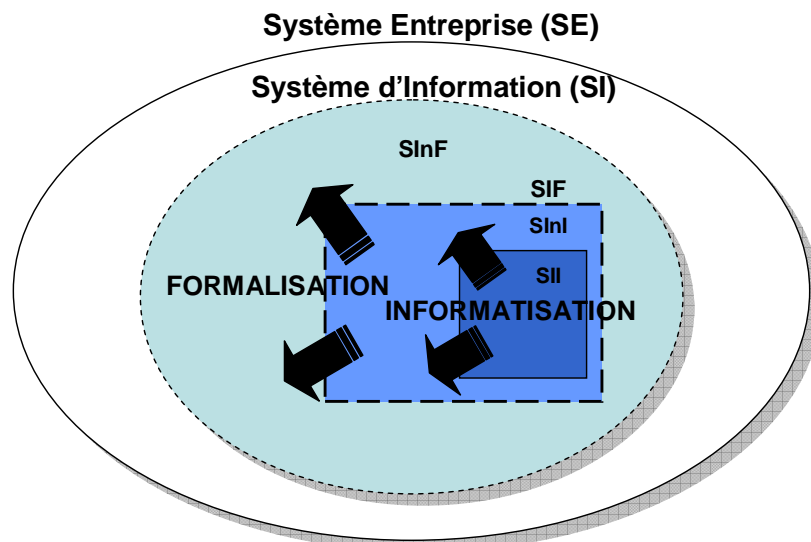 Système Entreprise (SE)
Système d'Information (SI)
SInF
SIF
SInI
SII
FORMALISATION
INFORMATISATION